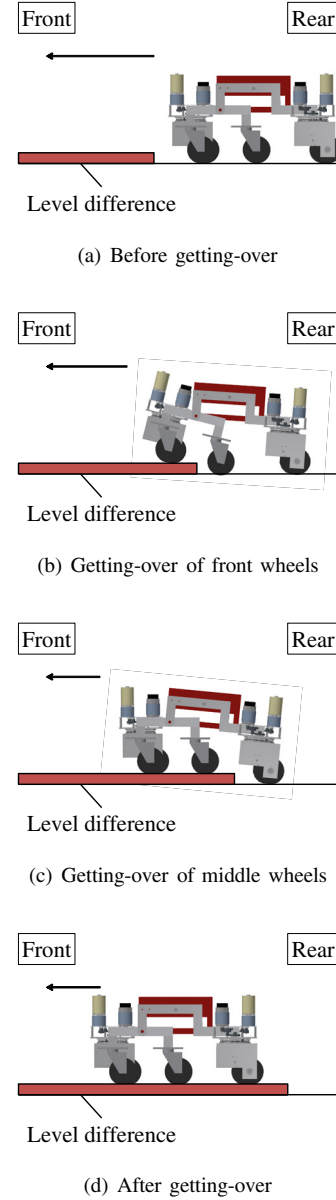 Front Rear
Level difference
(a) Before getting-over
Front Rear
Level difference
(b) Getting-over of front wheels
Front Rear
Level difference
(c) Getting-over of middle wheels
Front Rear
Level difference
(d) After getting-over